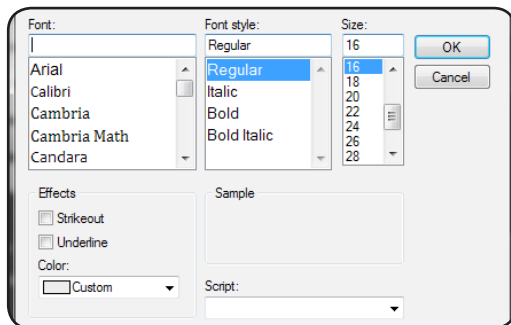 Font:
Font style:
Size:
Regular
16
OK
Cancel
Arial
Calibri
Cambria
Cambria Math
Candara
Regular
Italic
Bold
Bold Italic
16
18
20
22
24
26
28
Effects
Strikeout
Underline
Color:
Custom
Sample
Script: